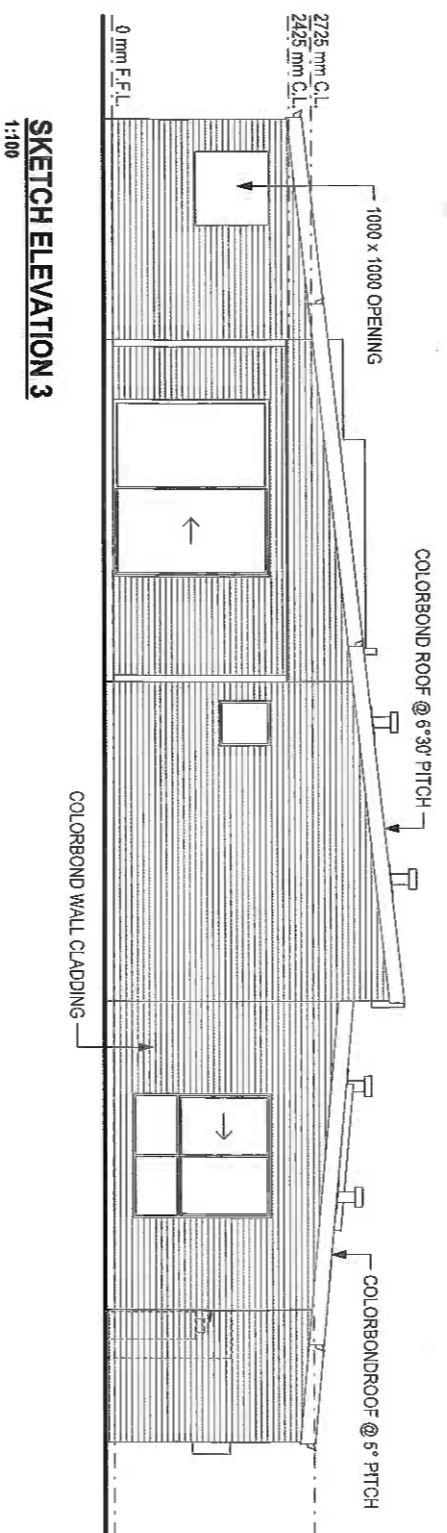 2725 mm C.L.
2425 mm C.L.
0 mm F.F.L.
1000 x 1000 OPENING
COLORBOND ROOF @ 6°30' PITCH
COLORBOND WALL CLADDING
COLORBONDROOF @ 5° PITCH
SKETCH ELEVATION 3
1:100